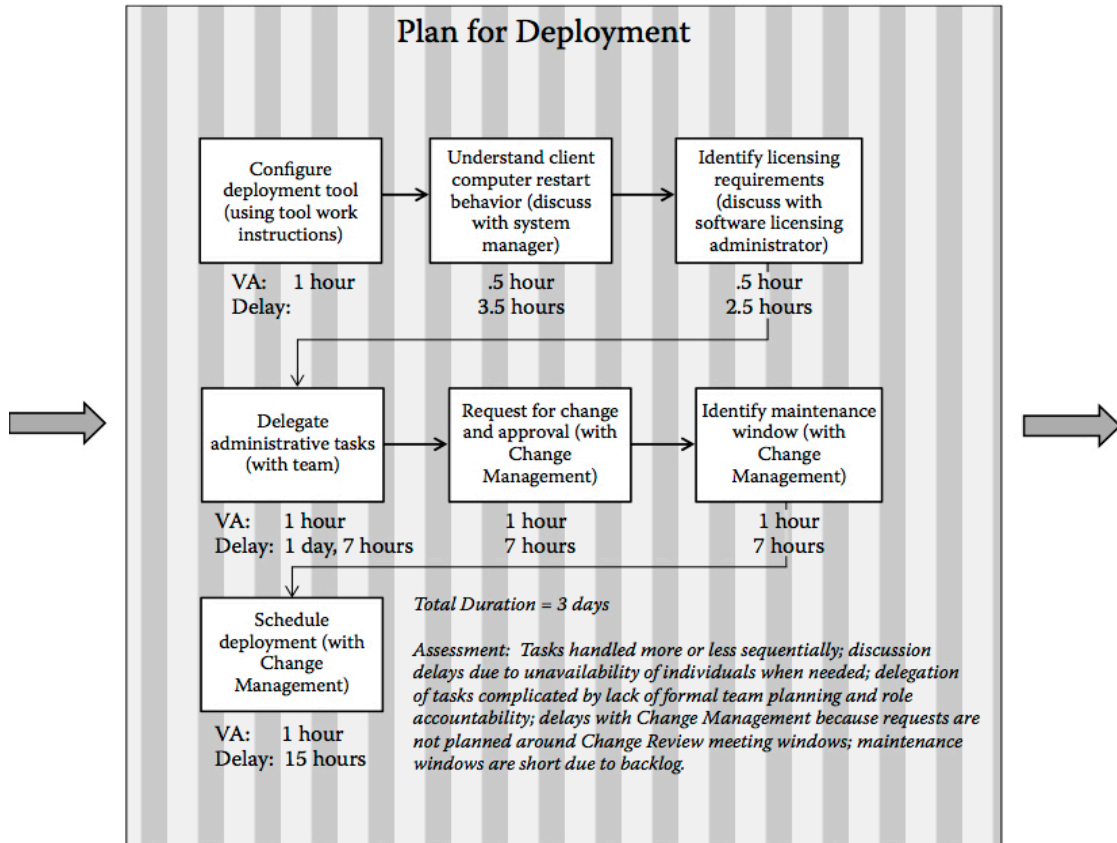 Plan for Deployment
Configure
deployment tool
(using tool work
instructions)
Understand client
computer restart
behavior (discuss
with system
manager)
Identify licensing
requirements
(discuss with
software licensing
administrator)
VA: 1 hour
Delay:
.5 hour
3.5 hours
.5 hour
2.5 hours
Delegate
administrative tasks
(with team)
Request for change
and approval (with
Change
Management)
Identify maintenance
window (with
Change
Management)
VA: 1 hour
Delay: 1 day, 7 hours
1 hour
7 hours
1 hour
7 hours
Schedule
deployment (with
Change
Management)
VA: 1 hour
Delay: 15 hours
Total Duration = 3 days
Assessment: Tasks handled more or less sequentially; discussion
delays due to unavailability of individuals when needed; delegation
of tasks complicated by lack of formal team planning and role
accountability; delays with Change Management because requests are
not planned around Change Review meeting windows; maintenance
windows are short due to backlog.